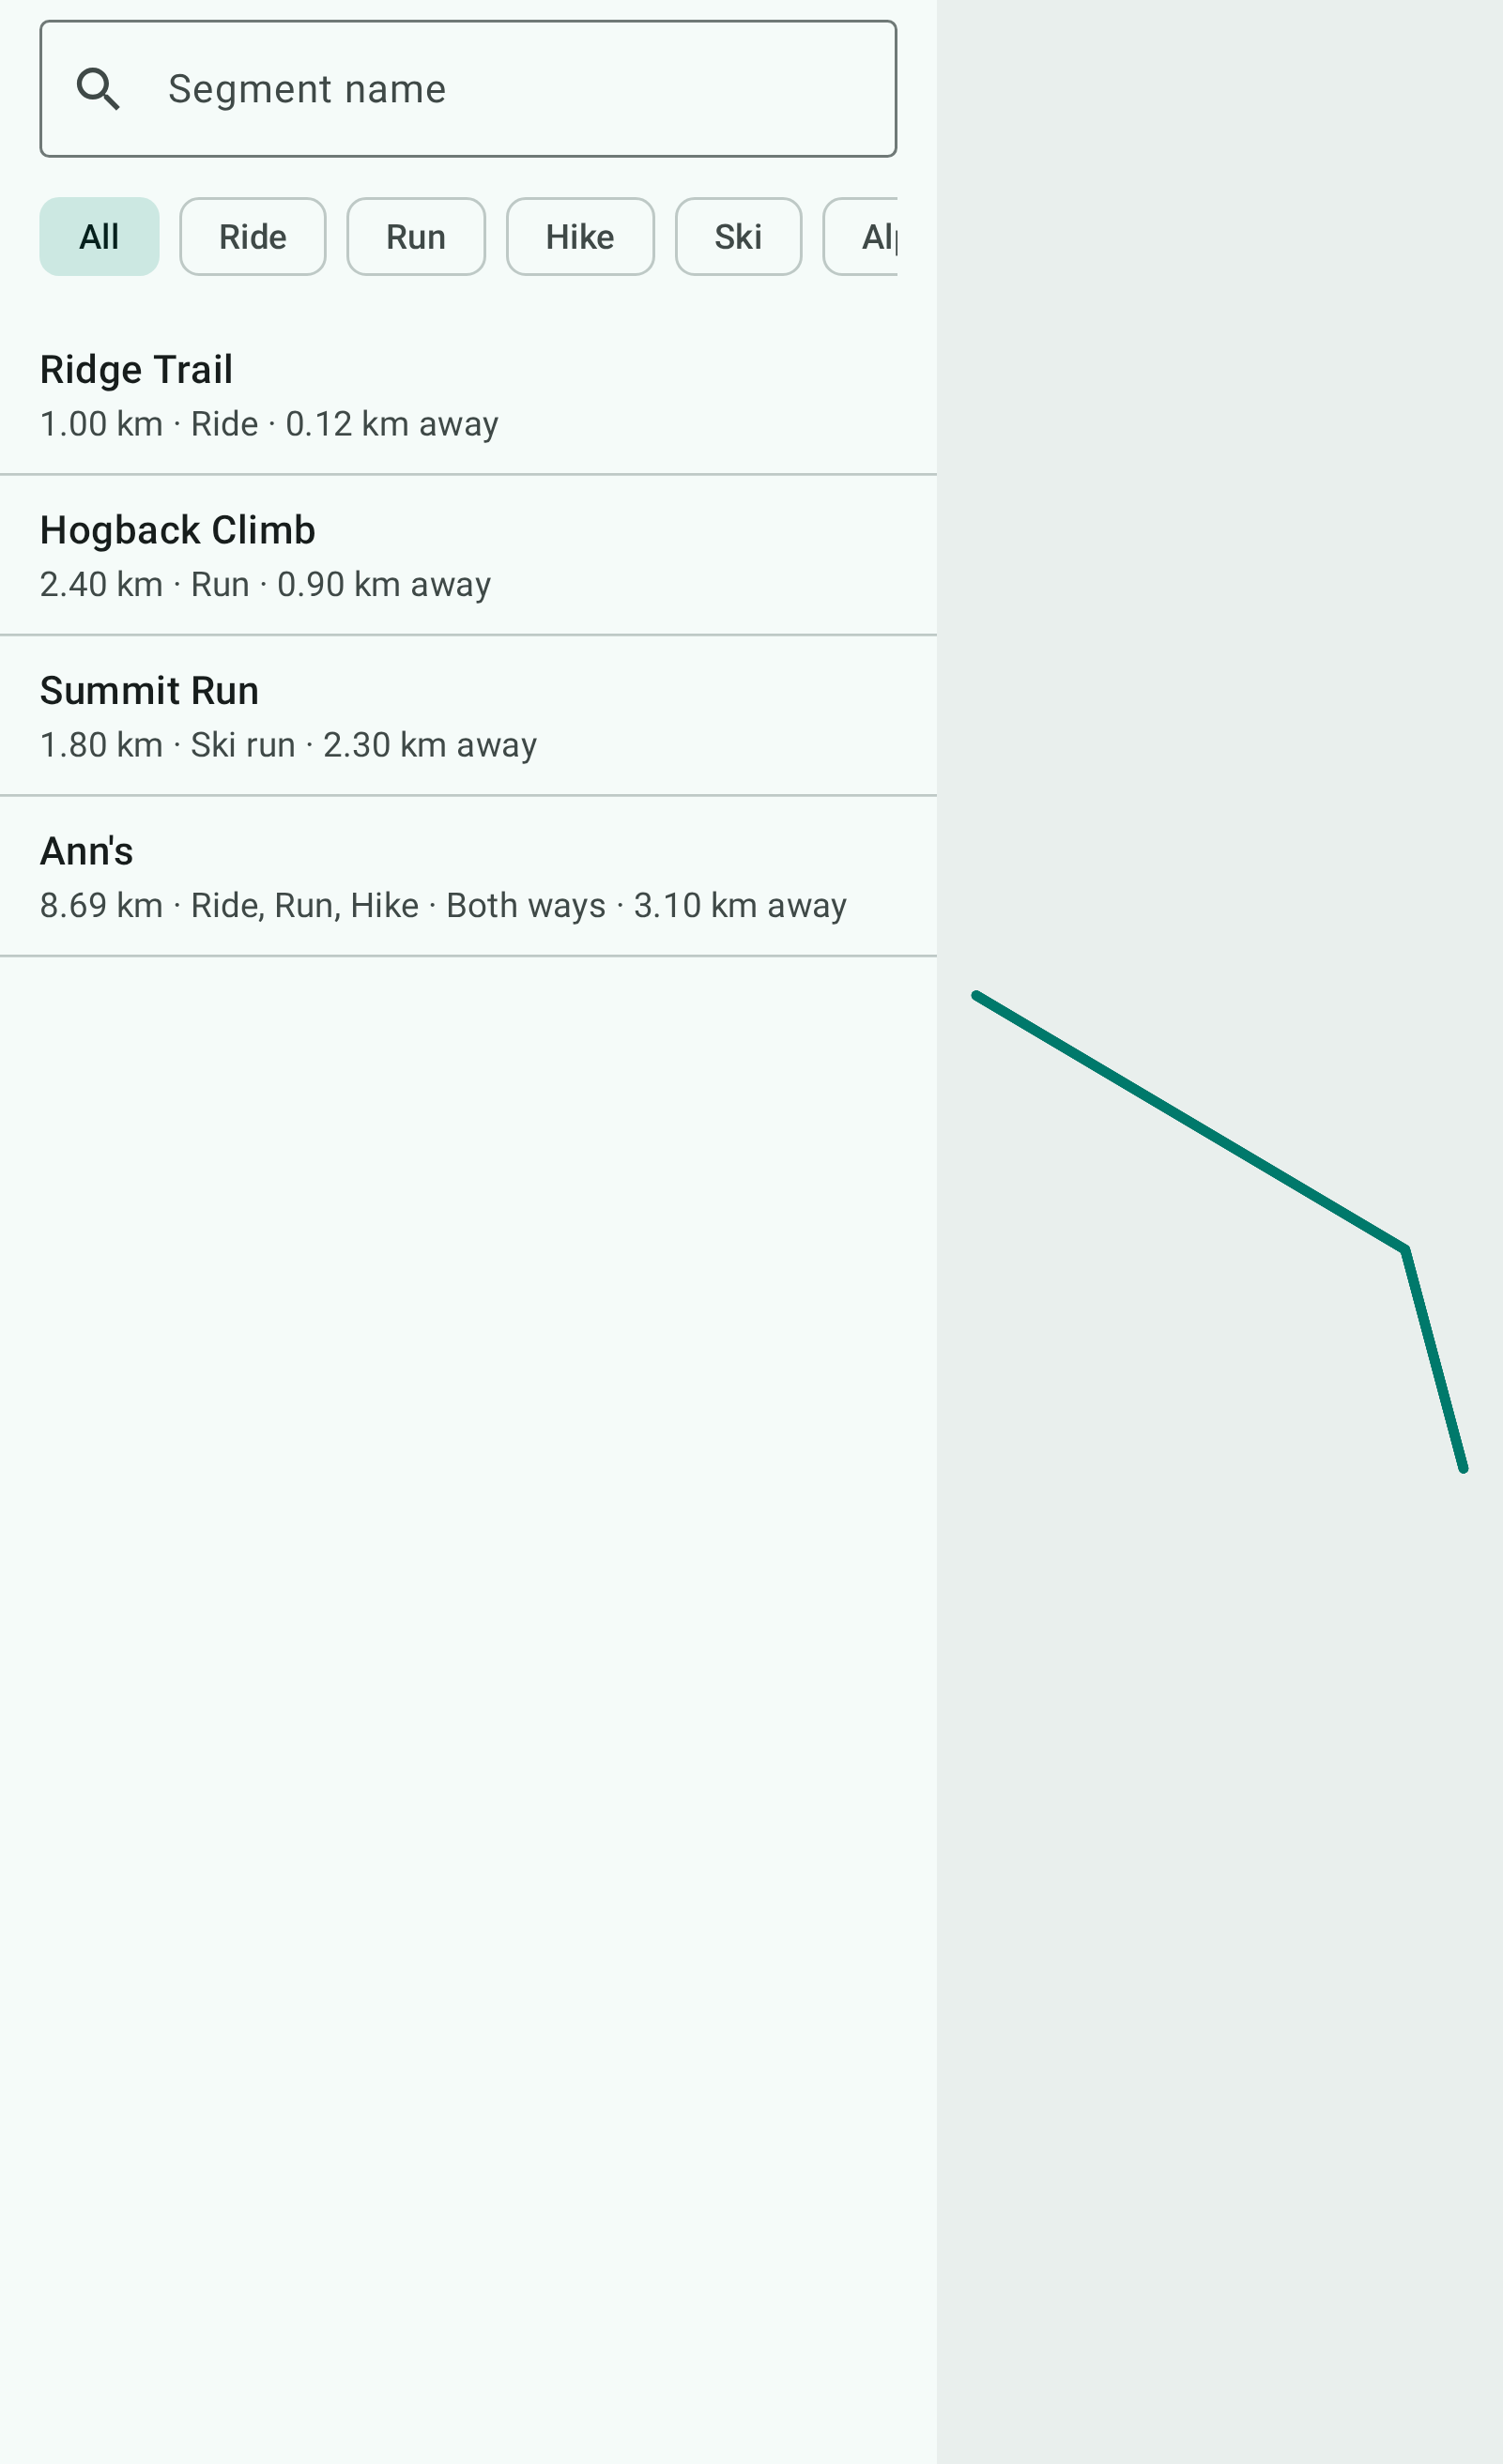 Segment name
All Ride Run Hike Ski
Ridge Trail
1.00 km · Ride · 0.12 km away
Hogback Climb
2.40 km · Run · 0.90 km away
Summit Run
1.80 km · Ski run · 2.30 km away
Ann's
8.69 km · Ride, Run, Hike · Both ways · 3.10 km away